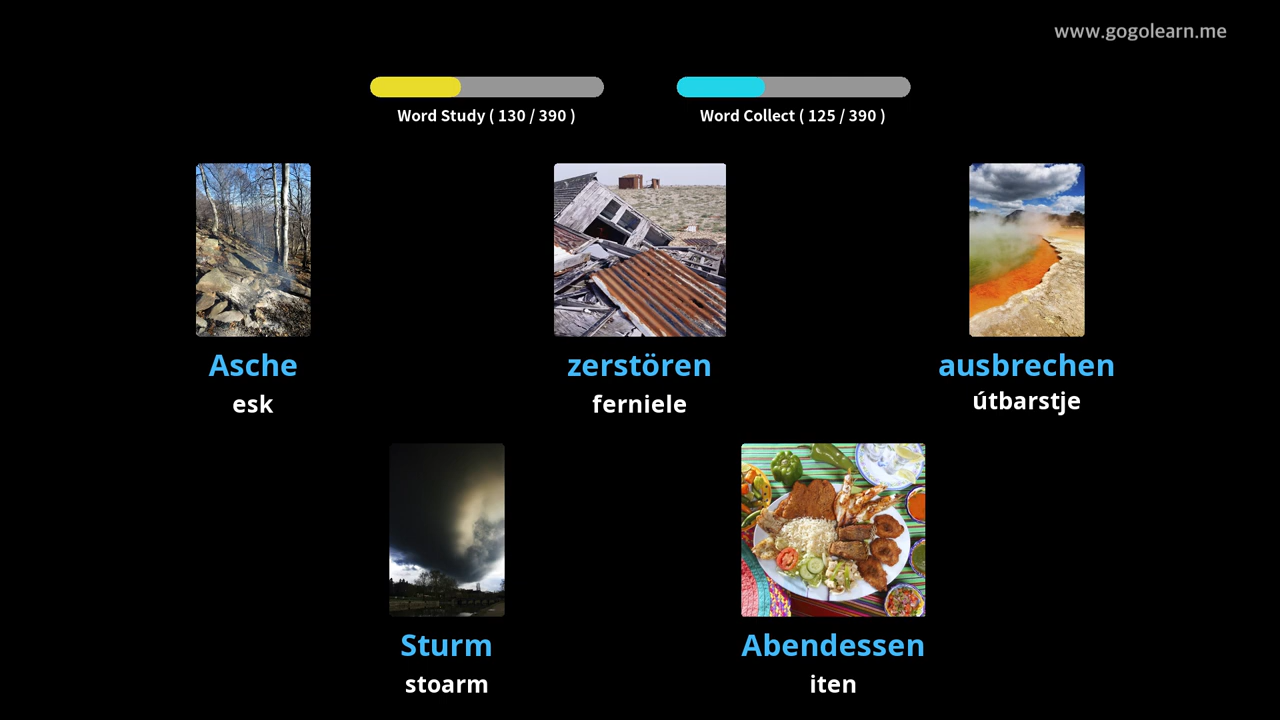 www.gogolearn.me
Word Study ( 130 / 390 )
Word Collect ( 125 / 390 )
Asche
esk
zerstören
ferniele
ausbrechen
útbarstje
Sturm
stoarm
Abendessen
iten